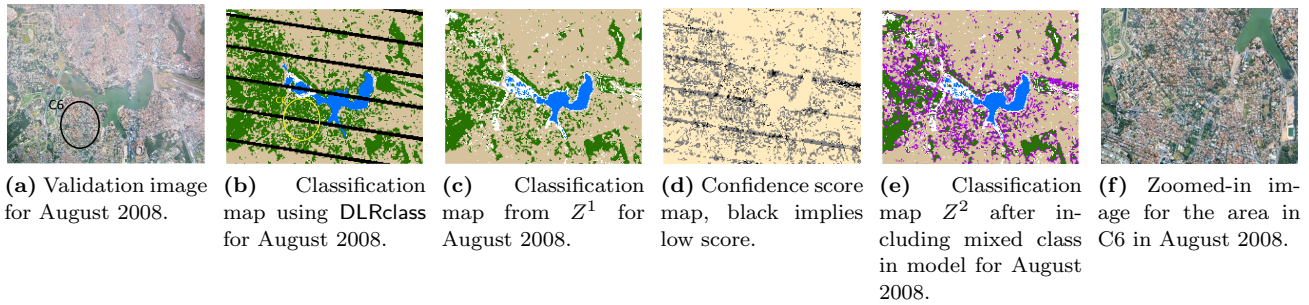 C6
(a) Validation image
for August 2008.
(b) Classification
map using DLRclass
for August 2008.
(c) Classification
map from Z¹ for
August 2008.
(d) Confidence score
map, black implies
low score.
(e) Classification
map Z² after in-
cluding mixed class
in model for August
2008.
(f) Zoomed-in im-
age for the area in
C6 in August 2008.